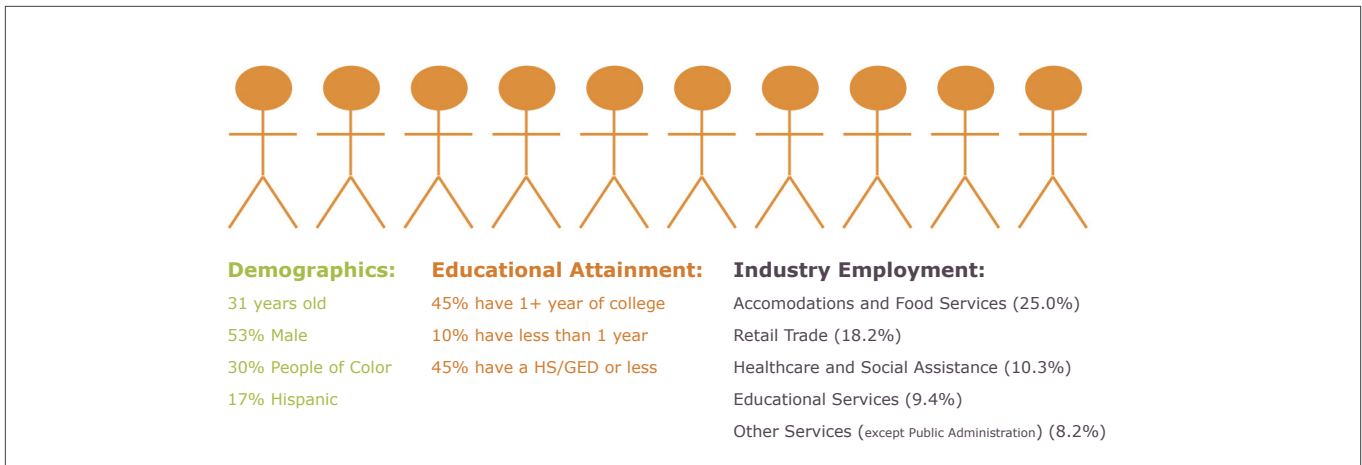 Demographics:
31 years old
53% Male
30% People of Color
17% Hispanic
Educational Attainment:
45% have 1+ year of college
10% have less than 1 year
45% have a HS/GED or less
Industry Employment:
Accomodations and Food Services (25.0%)
Retail Trade (18.2%)
Healthcare and Social Assistance (10.3%)
Educational Services (9.4%)
Other Services (except Public Administration) (8.2%)